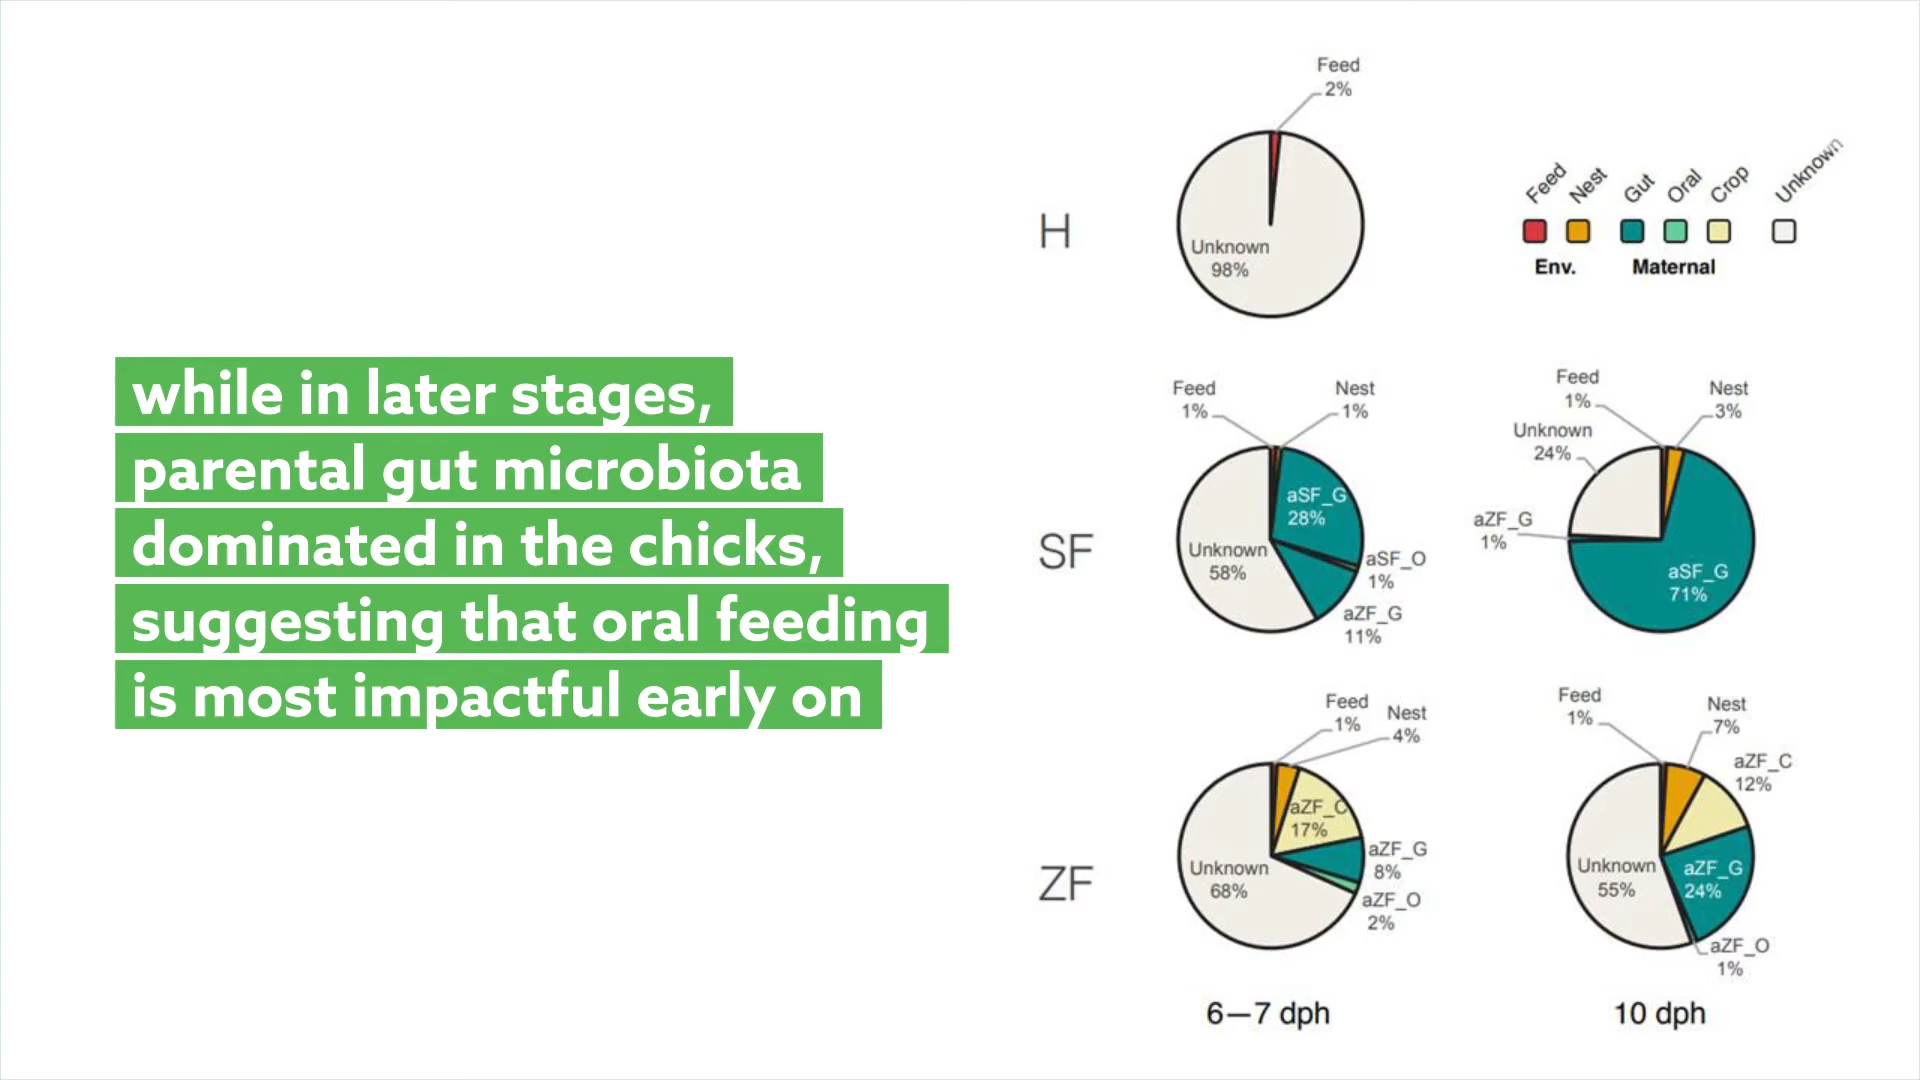 while in later stages,
parental gut microbiota
dominated in the chicks,
suggesting that oral feeding
is most impactful early on
Feed
2%
H
Unknown
98%
Feed
Nest
Gut
Oral
Crop
Unknown
Env.
Maternal
SF
Feed
1%
Nest
1%
aSF_G
28%
Unknown
58%
aSF_O
1%
aZF_G
11%
Feed
1%
Nest
3%
Unknown
24%
aZF_G
1%
aSF_G
71%
ZF
Feed
1%
Nest
4%
aZF_C
17%
aZF_G
8%
Unknown
68%
aZF_O
2%
Feed
1%
Nest
7%
aZF_C
12%
Unknown
55%
aZF_G
24%
aZF_O
1%
6–7 dph
10 dph